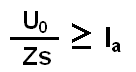 U₀
Zs ≥ Iₐ